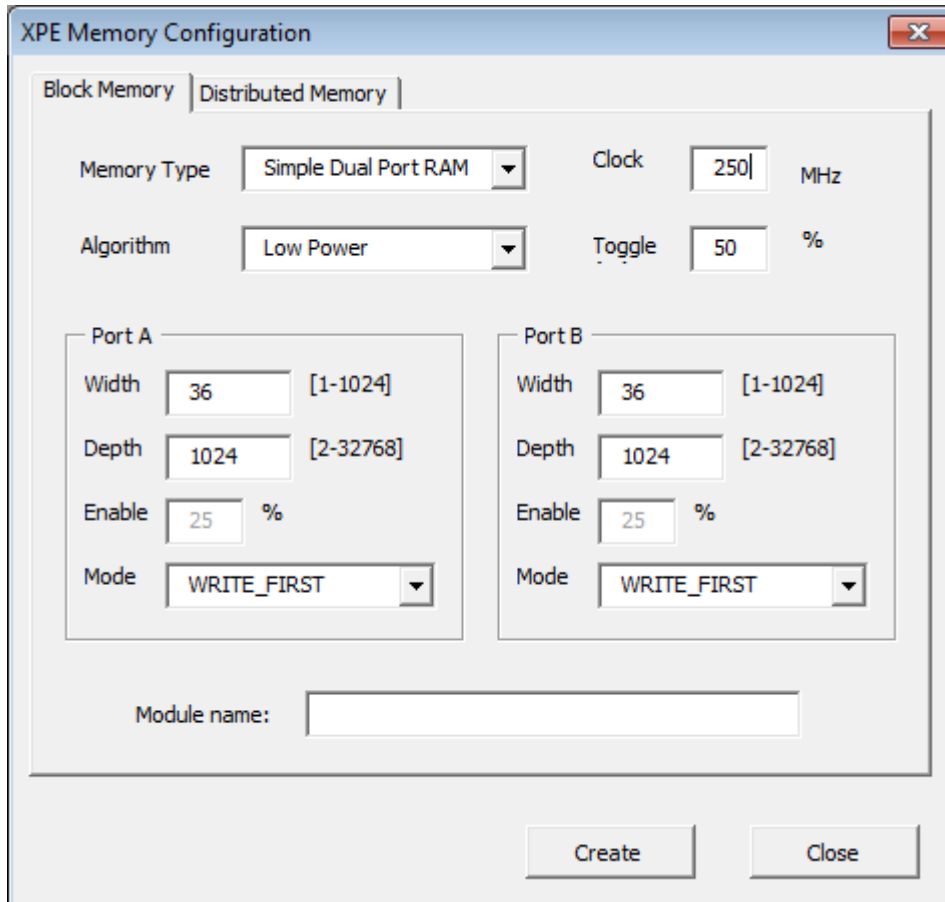 XPE Memory Configuration
Block Memory Distributed Memory
Memory Type Simple Dual Port RAM Clock 250 MHz
Algorithm Low Power Toggle 50 %
Port A Port B
Width 36 [1-1024] Width 36 [1-1024]
Depth 1024 [2-32768] Depth 1024 [2-32768]
Enable 25 % Enable 25 %
Mode WRITE_FIRST Mode WRITE_FIRST
Module name:
Create Close